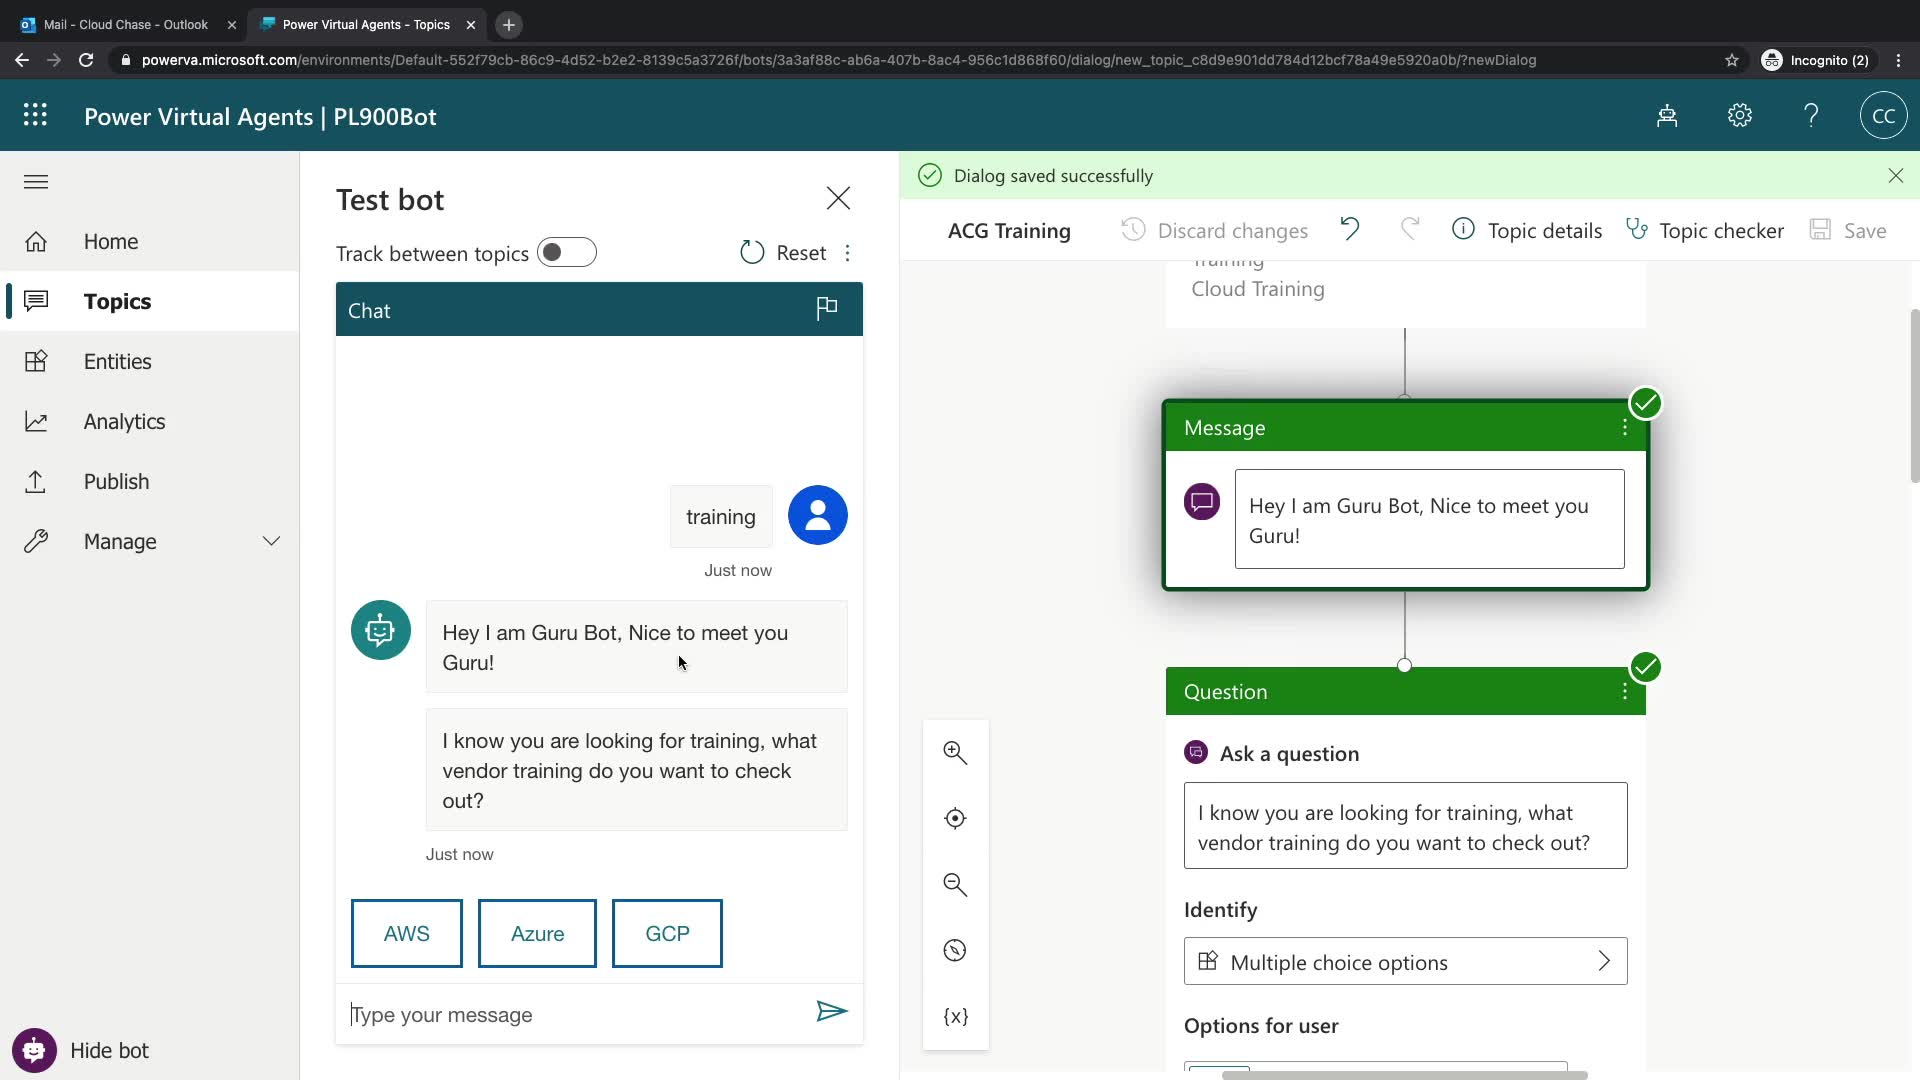 Mail - Cloud Chase - Outlook
Power Virtual Agents - Topics
powerva.microsoft.com/environments/Default-552f79cb-86c9-4d52-b2e2-8139c5a3726f/bots/3a3af88c-ab6a-407b-8ac4-956c1d868f60/dialog/new_topic_c8d9e901dd784d12bcf78a49e5920a0b/?newDialog
Incognito (2)
Power Virtual Agents | PL900Bot
CC
Home
Topics
Entities
Analytics
Publish
Manage
Hide bot
Test bot
Track between topics
Reset
Chat
training
Just now
Hey I am Guru Bot, Nice to meet you
Guru!
I know you are looking for training, what
vendor training do you want to check
out?
Just now
AWS
Azure
GCP
Type your message
Dialog saved successfully
ACG Training
Discard changes
Topic details
Topic checker
Save
Training
Cloud Training
Message
Hey I am Guru Bot, Nice to meet you
Guru!
Question
Ask a question
I know you are looking for training, what
vendor training do you want to check out?
Identify
Multiple choice options
Options for user
{x}